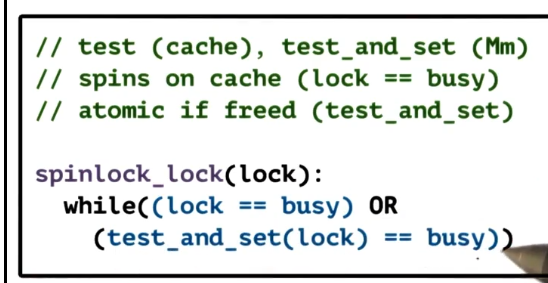 // test (cache), test_and_set (Mm)
// spins on cache (lock == busy)
// atomic if freed (test_and_set)
spinlock_lock(lock):
while((lock == busy) OR
(test_and_set(lock) == busy))